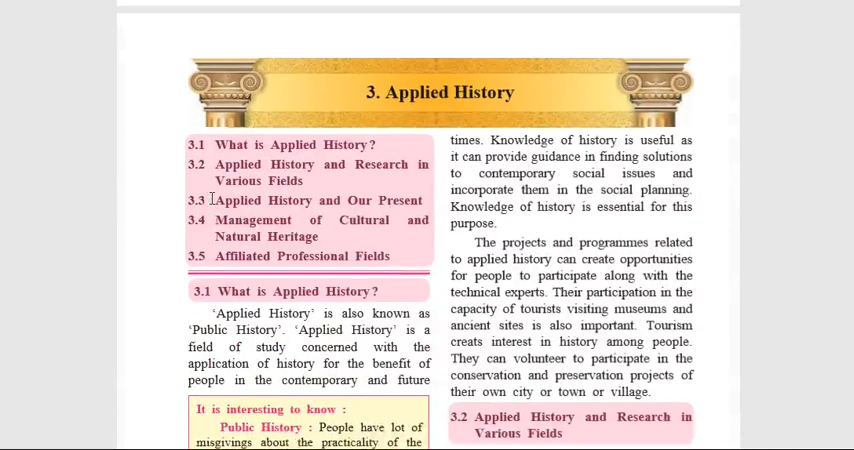 3. Applied History
3.1 What is Applied History?
3.2 Applied History and Research in
Various Fields
3.3 Applied History and Our Present
3.4 Management of Cultural and
Natural Heritage
3.5 Affiliated Professional Fields
3.1 What is Applied History?
‘Applied History’ is also known as
‘Public History’. ‘Applied History’ is a
field of study concerned with the
application of history for the benefit of
people in the contemporary and future
It is interesting to know :
Public History : People have lot of
misgivings about the practicality of the
times. Knowledge of history is useful as
it can provide guidance in finding solutions
to contemporary social issues and
incorporate them in the social planning.
Knowledge of history is essential for this
purpose.
The projects and programmes related
to applied history can create opportunities
for people to participate along with the
technical experts. Their participation in the
capacity of tourists visiting museums and
ancient sites is also important. Tourism
creats interest in history among people.
They can volunteer to participate in the
conservation and preservation projects of
their own city or town or village.
3.2 Applied History and Research in
Various Fields